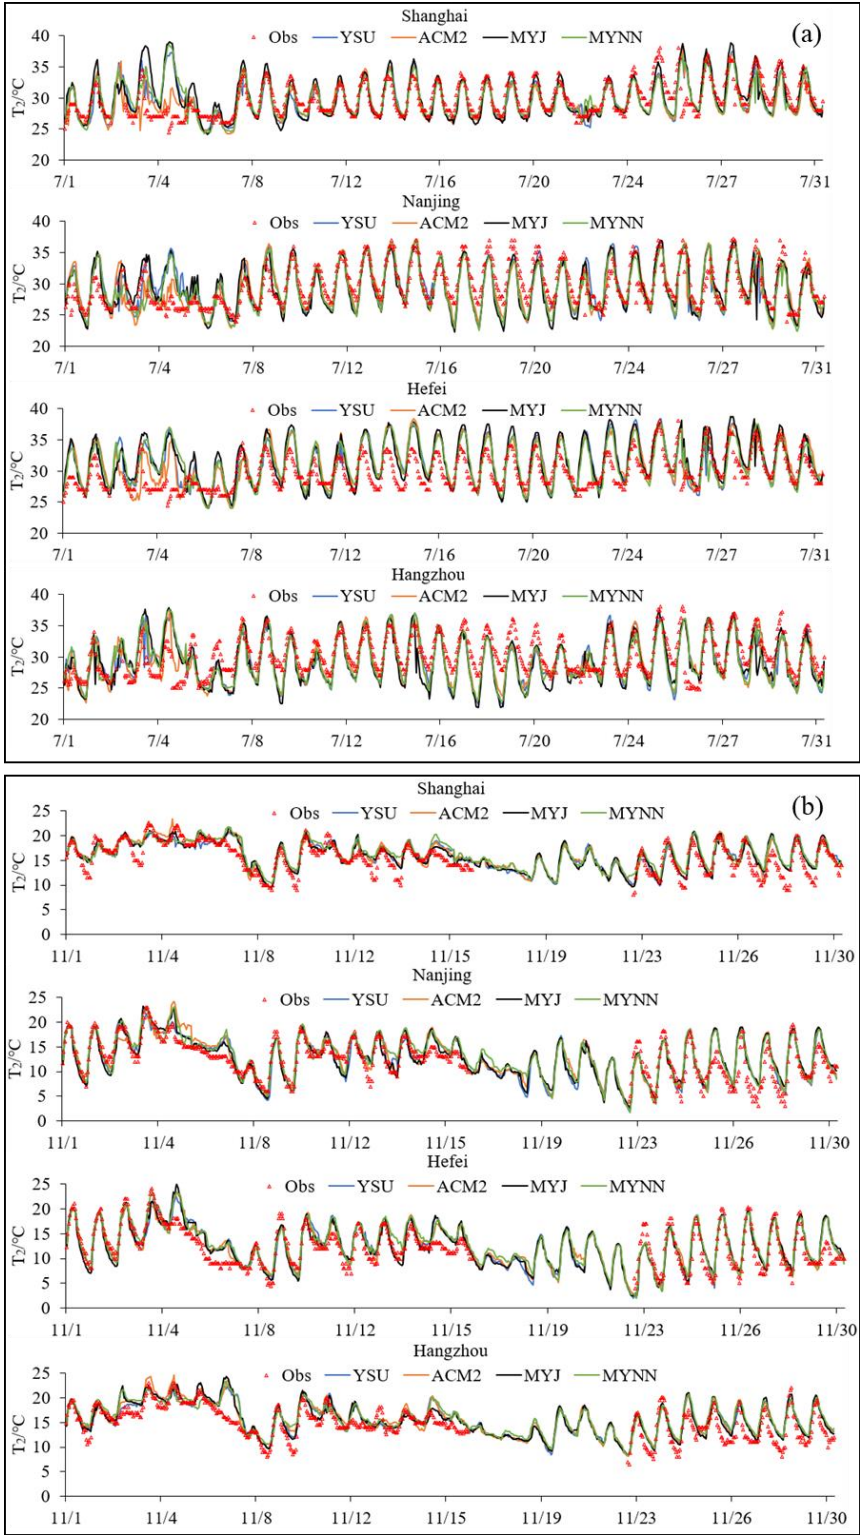 Shanghai
Obs YSU ACM2 MYJ MYNN (a)
40
35
30
25
20
T₂/°C
7/1 7/4 7/8 7/12 7/16 7/20 7/24 7/27 7/31
Nanjing
Obs YSU ACM2 MYJ MYNN
40
35
30
25
20
T₂/°C
7/1 7/4 7/8 7/12 7/16 7/20 7/24 7/27 7/31
Hefei
Obs YSU ACM2 MYJ MYNN
40
35
30
25
20
T₂/°C
7/1 7/4 7/8 7/12 7/16 7/20 7/24 7/27 7/31
Hangzhou
Obs YSU ACM2 MYJ MYNN
40
35
30
25
20
T₂/°C
7/1 7/4 7/8 7/12 7/16 7/20 7/24 7/27 7/31
Shanghai
Obs YSU ACM2 MYJ MYNN (b)
25
20
15
10
5
0
T₂/°C
11/1 11/4 11/8 11/12 11/15 11/19 11/23 11/26 11/30
Nanjing
Obs YSU ACM2 MYJ MYNN
25
20
15
10
5
0
T₂/°C
11/1 11/4 11/8 11/12 11/15 11/19 11/23 11/26 11/30
Hefei
Obs YSU ACM2 MYJ MYNN
25
20
15
10
5
0
T₂/°C
11/1 11/4 11/8 11/12 11/15 11/19 11/23 11/26 11/30
Hangzhou
Obs YSU ACM2 MYJ MYNN
25
20
15
10
5
0
T₂/°C
11/1 11/4 11/8 11/12 11/15 11/19 11/23 11/26 11/30